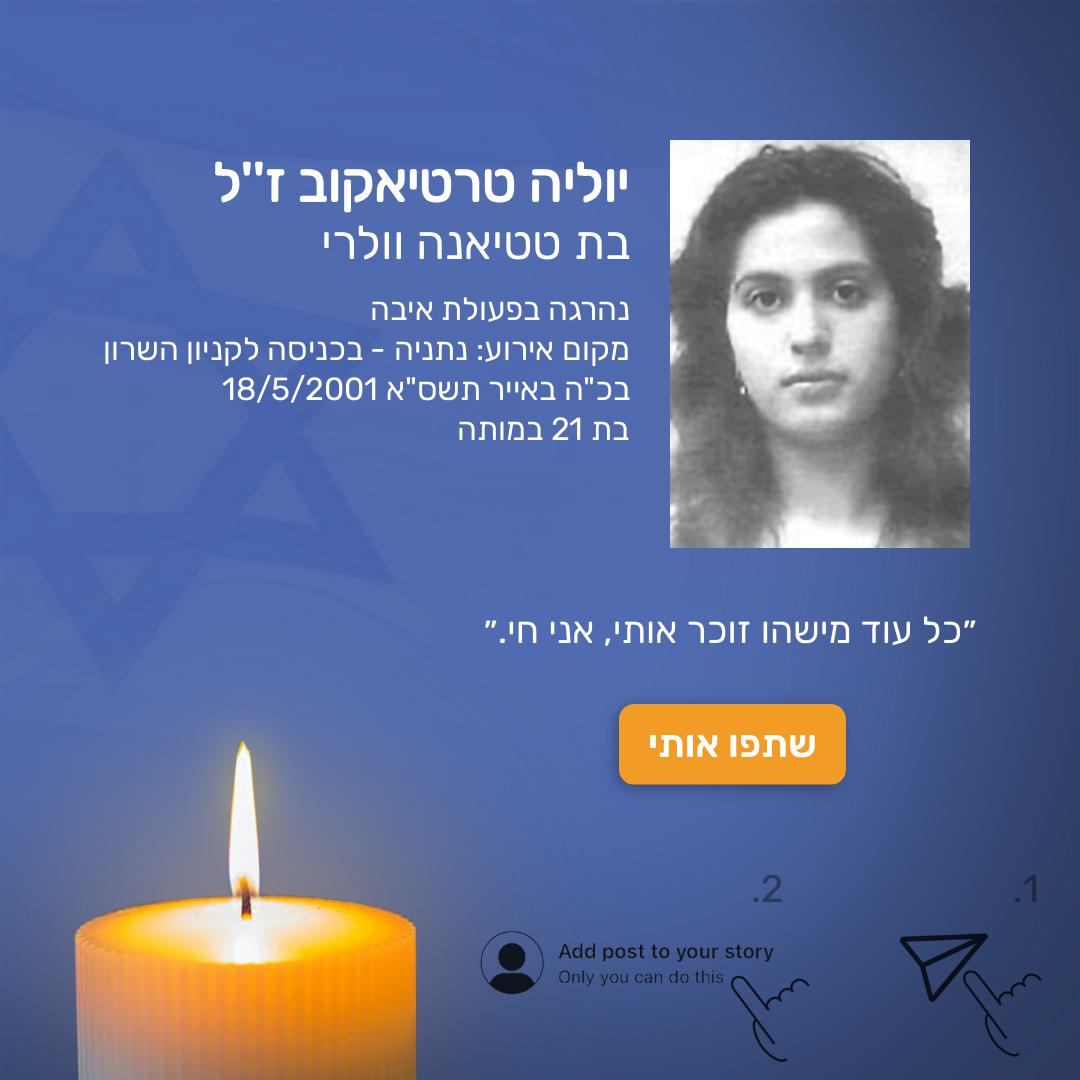 יוליה טרטיאקוב ז"ל
בת טטיאנה וולרי
נהרגה בפעולת איבה
מקום אירוע: נתניה - בכניסה לקניון השרון
בכ"ה באייר תשס"א 18/5/2001
בת 21 במותה
״כל עוד מישהו זוכר אותי, אני חי.״
שתפו אותי
1.
2.
Add post to your story
Only you can do this